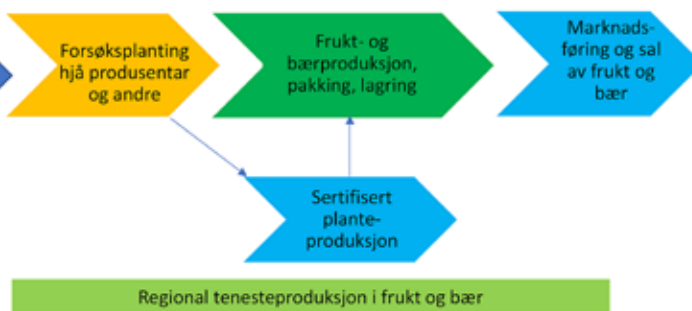 Forsøksplanting
hjå produsentar
og andre
Frukt- og
bærproduksjon,
pakking, lagring
Marknads-
føring og sal
av frukt og
bær
Sertifisert
plante-
produksjon
Regional tenesteproduksjon i frukt og bær